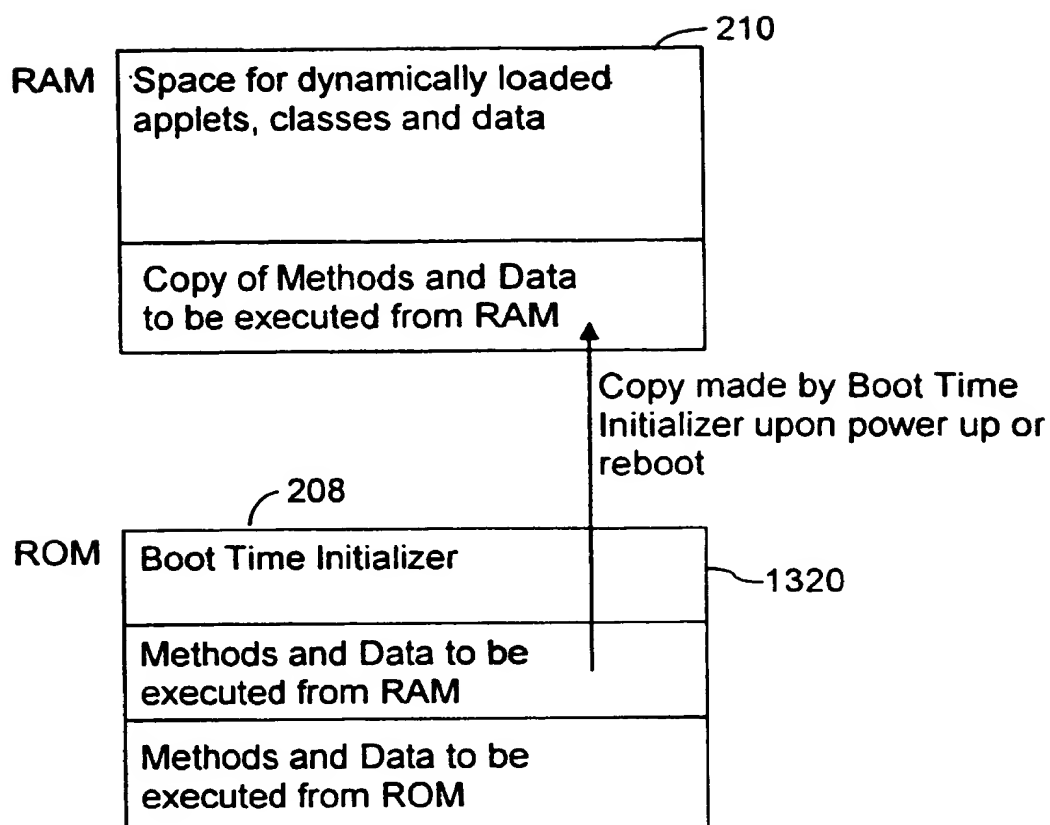 210
RAM
Space for dynamically loaded
applets, classes and data
Copy of Methods and Data
to be executed from RAM
Copy made by Boot Time
Initializer upon power up or
reboot
208
ROM
Boot Time Initializer
1320
Methods and Data to be
executed from RAM
Methods and Data to be
executed from ROM